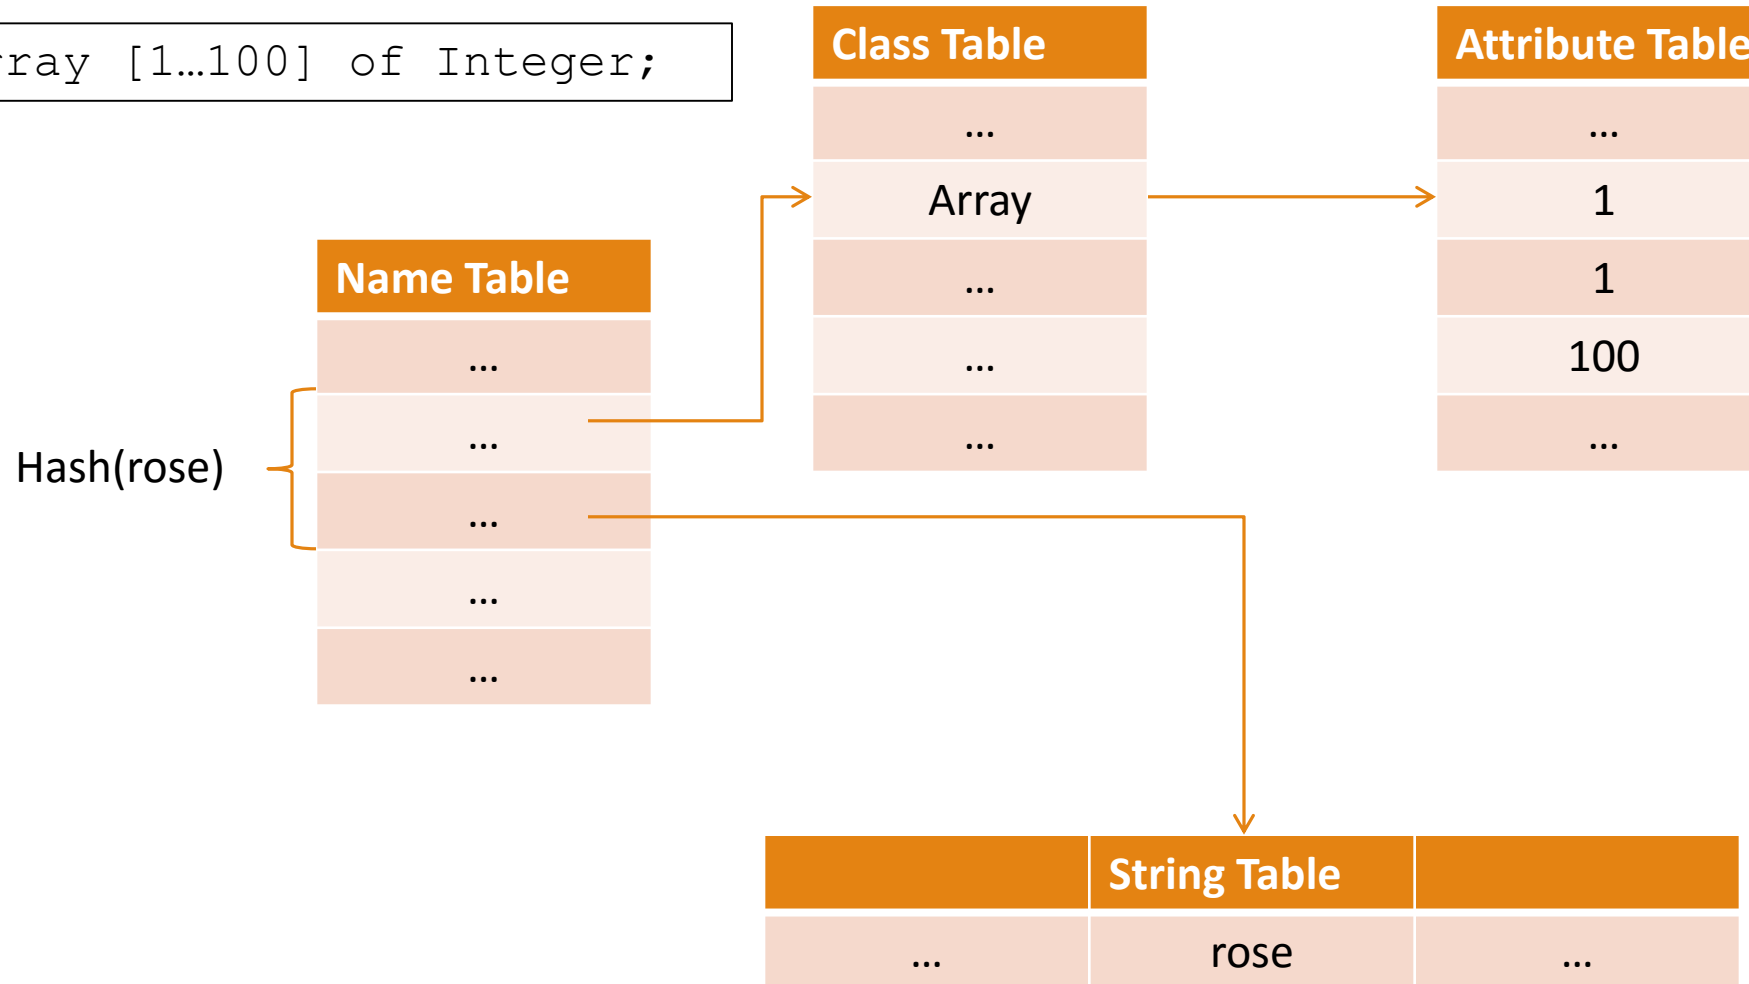 ray [1…100] of Integer;
Class Table
…
Array
…
…
…
Attribute Table
…
1
1
100
…
Name Table
…
…
…
…
…
Hash(rose)
String Table
… rose …